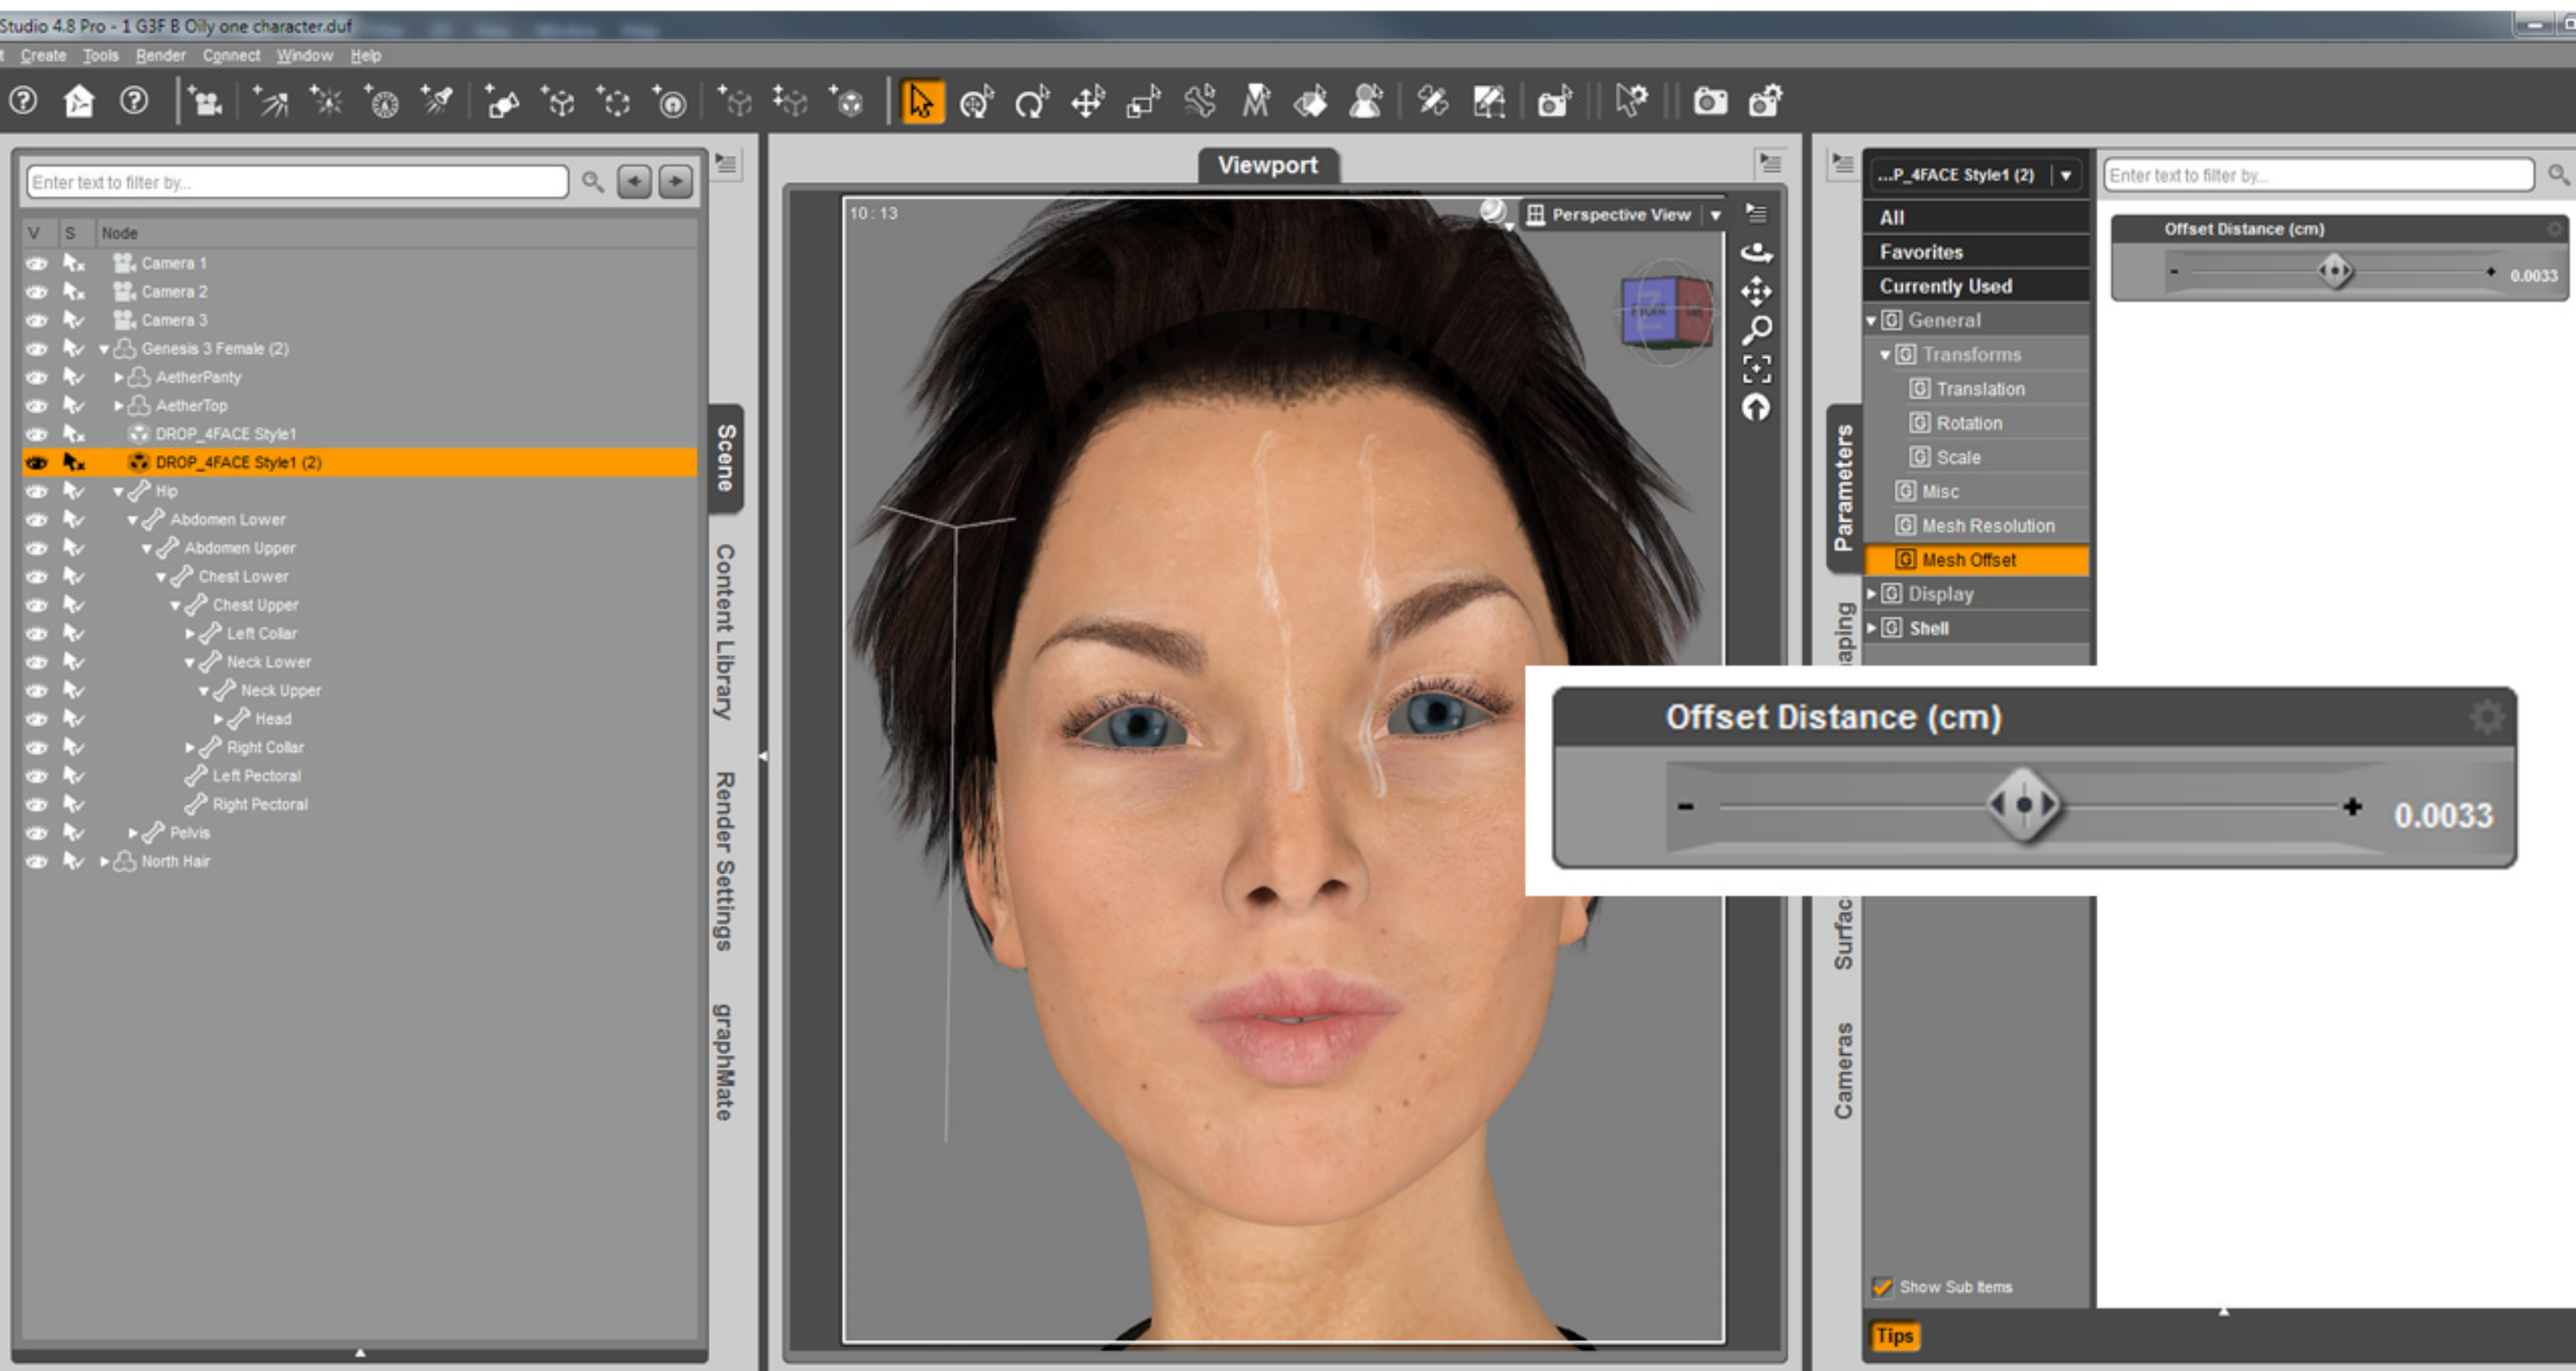 Studio 4.8 Pro - 1 G3F B Oily one character.duf
t Create Tools Render Connect Window Help
Enter text to filter by...
V S Node
Camera 1
Camera 2
Camera 3
Genesis 3 Female (2)
AetherPanty
AetherTop
DROP_4FACE Style1
DROP_4FACE Style1 (2)
Hip
Abdomen Lower
Abdomen Upper
Chest Lower
Chest Upper
Left Collar
Neck Lower
Neck Upper
Head
Right Collar
Left Pectoral
Right Pectoral
Pelvis
North Hair
Scene
Content Library
Render Settings
graphMate
Viewport
10 : 13
Perspective View
Parameters
aping
Surfac
Cameras
...P_4FACE Style1 (2)
All
Favorites
Currently Used
General
Transforms
Translation
Rotation
Scale
Misc
Mesh Resolution
Mesh Offset
Display
Shell
Show Sub Items
Tips
Enter text to filter by...
Offset Distance (cm)
- + 0.0033
Offset Distance (cm)
- + 0.0033